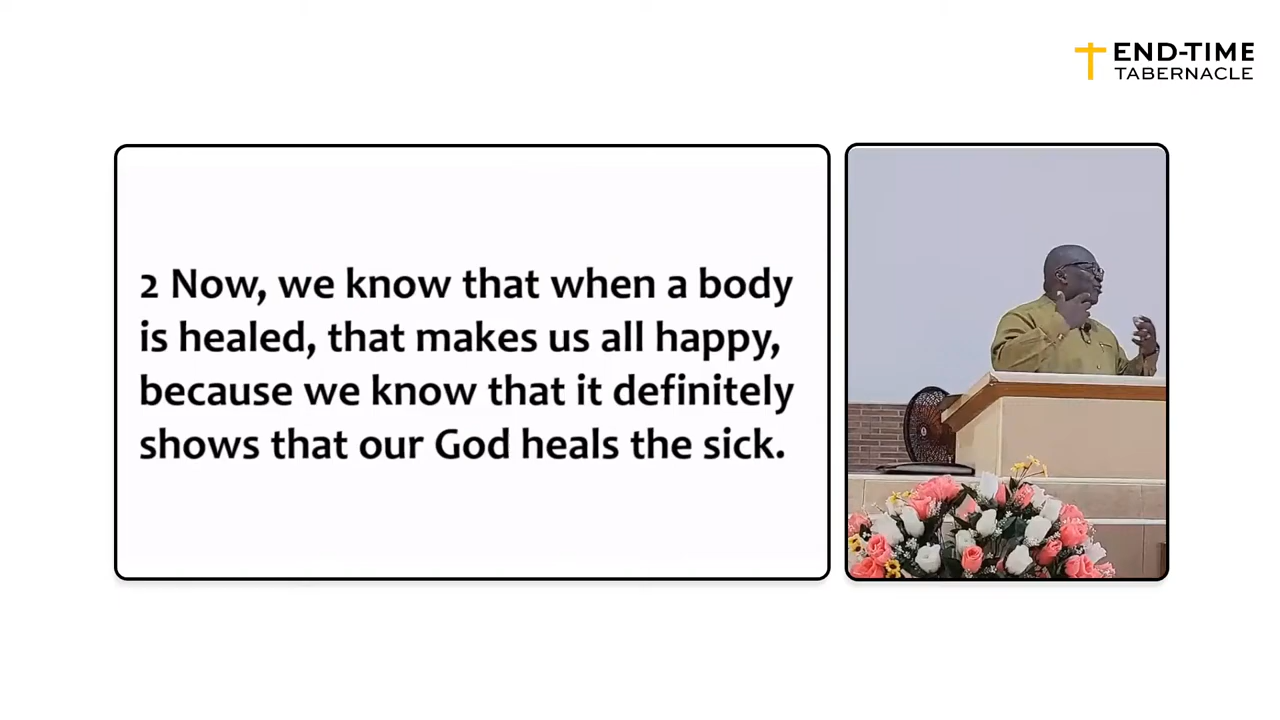 END-TIME
TABERNACLE
2 Now, we know that when a body
is healed, that makes us all happy,
because we know that it definitely
shows that our God heals the sick.